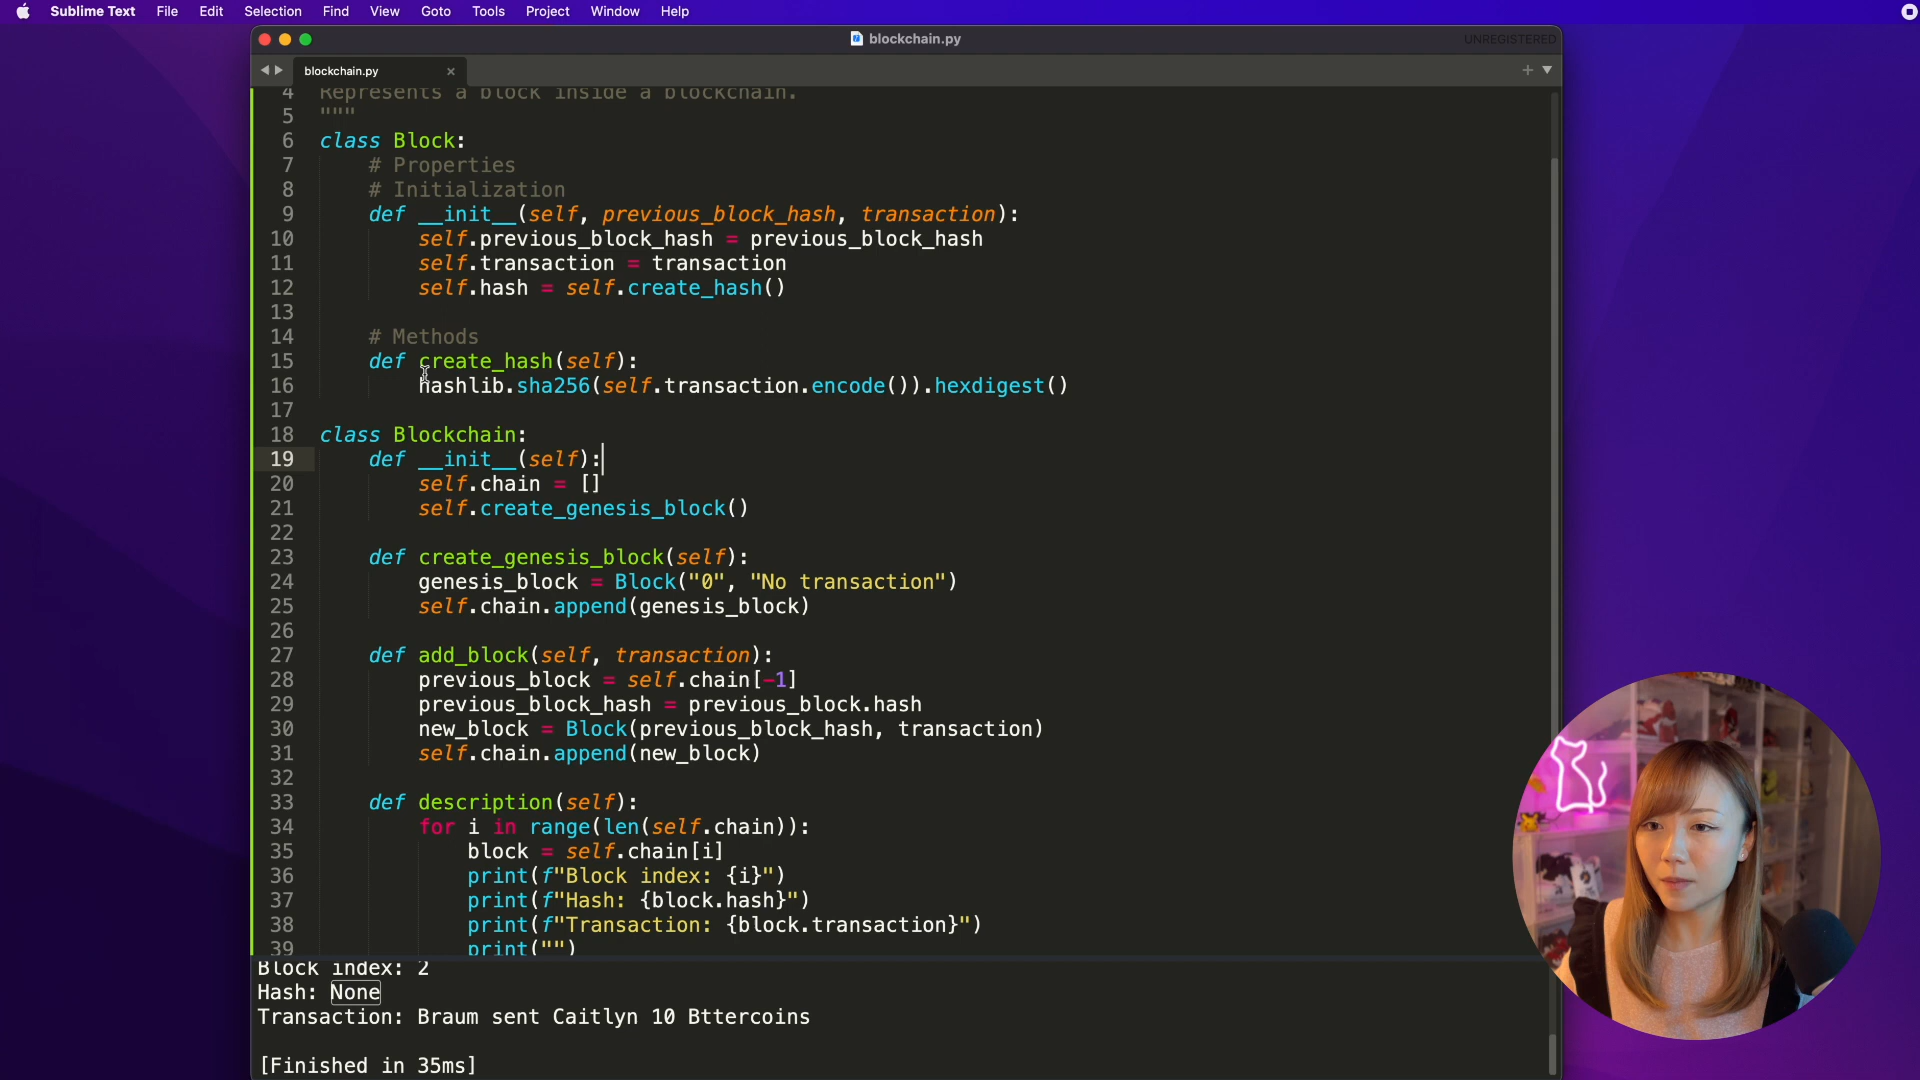 Sublime Text File Edit Selection Find View Goto Tools Project Window Help
blockchain.py
UNREGISTERED
blockchain.py
4 Represents a block inside a blockchain.
5 """
6 class Block:
7 # Properties
8 # Initialization
9 def __init__(self, previous_block_hash, transaction):
10 self.previous_block_hash = previous_block_hash
11 self.transaction = transaction
12 self.hash = self.create_hash()
13
14 # Methods
15 def create_hash(self):
16 hashlib.sha256(self.transaction.encode()).hexdigest()
17
18 class Blockchain:
19 def __init__(self):
20 self.chain = []
21 self.create_genesis_block()
22
23 def create_genesis_block(self):
24 genesis_block = Block("0", "No transaction")
25 self.chain.append(genesis_block)
26
27 def add_block(self, transaction):
28 previous_block = self.chain[-1]
29 previous_block_hash = previous_block.hash
30 new_block = Block(previous_block_hash, transaction)
31 self.chain.append(new_block)
32
33 def description(self):
34 for i in range(len(self.chain)):
35 block = self.chain[i]
36 print(f"Block index: {i}")
37 print(f"Hash: {block.hash}")
38 print(f"Transaction: {block.transaction}")
39 print("")
Block index: 2
Hash: None
Transaction: Braum sent Caitlyn 10 Bttercoins
[Finished in 35ms]